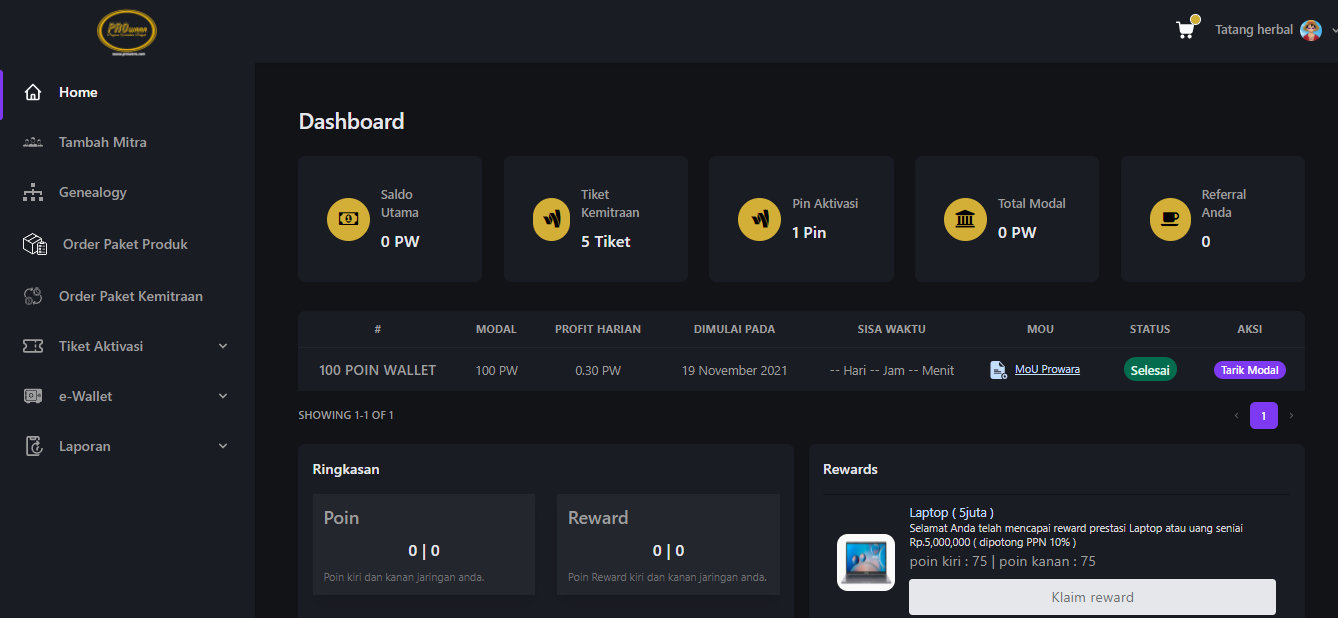 PROwara
www.prowara.com
Tatang herbal
Home
Tambah Mitra
Genealogy
Order Paket Produk
Order Paket Kemitraan
Tiket Aktivasi
e-Wallet
Laporan
Dashboard
Saldo
Utama
0 PW
Tiket
Kemitraan
5 Tiket
Pin Aktivasi
1 Pin
Total Modal
0 PW
Referral
Anda
0
# MODAL PROFIT HARIAN DIMULAI PADA SISA WAKTU MOU STATUS AKSI
100 POIN WALLET 100 PW 0.30 PW 19 November 2021 -- Hari -- Jam -- Menit MoU Prowara Selesai Tarik Modal
SHOWING 1-1 OF 1
‹ 1 ›
Ringkasan
Poin
0 | 0
Poin kiri dan kanan jaringan anda.
Reward
0 | 0
Poin Reward kiri dan kanan jaringan anda.
Rewards
Laptop ( 5juta )
Selamat Anda telah mencapai reward prestasi Laptop atau uang seniai
Rp.5,000,000 ( dipotong PPN 10% )
poin kiri : 75 | poin kanan : 75
Klaim reward